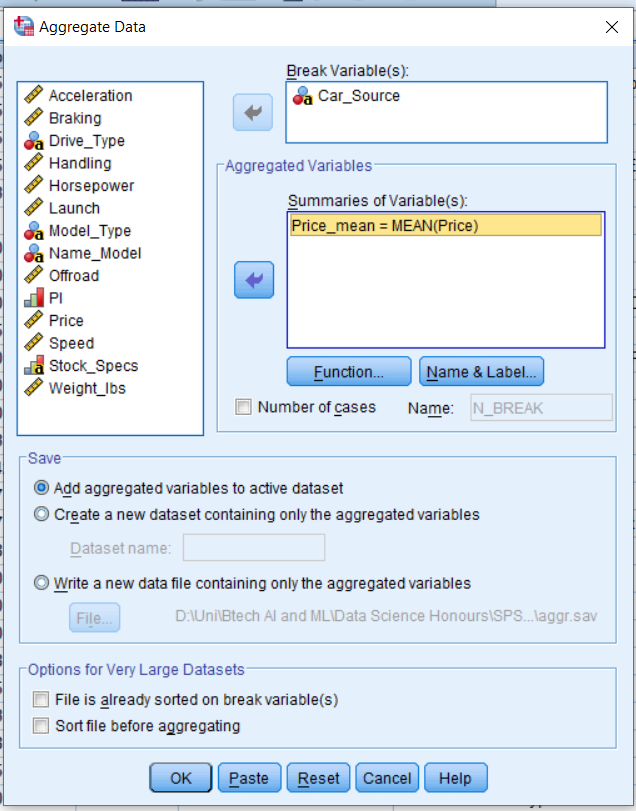 Aggregate Data
Acceleration
Braking
Drive_Type
Handling
Horsepower
Launch
Model_Type
Name_Model
Offroad
PI
Price
Speed
Stock_Specs
Weight_lbs
Break Variable(s):
Car_Source
Aggregated Variables
Summaries of Variable(s):
Price_mean = MEAN(Price)
Function... Name & Label...
Number of cases Name: N_BREAK
Save
Add aggregated variables to active dataset
Create a new dataset containing only the aggregated variables
Dataset name:
Write a new data file containing only the aggregated variables
File... D:\Uni\Btech AI and ML\Data Science Honours\SPS...\aggr.sav
Options for Very Large Datasets
File is already sorted on break variable(s)
Sort file before aggregating
OK Paste Reset Cancel Help